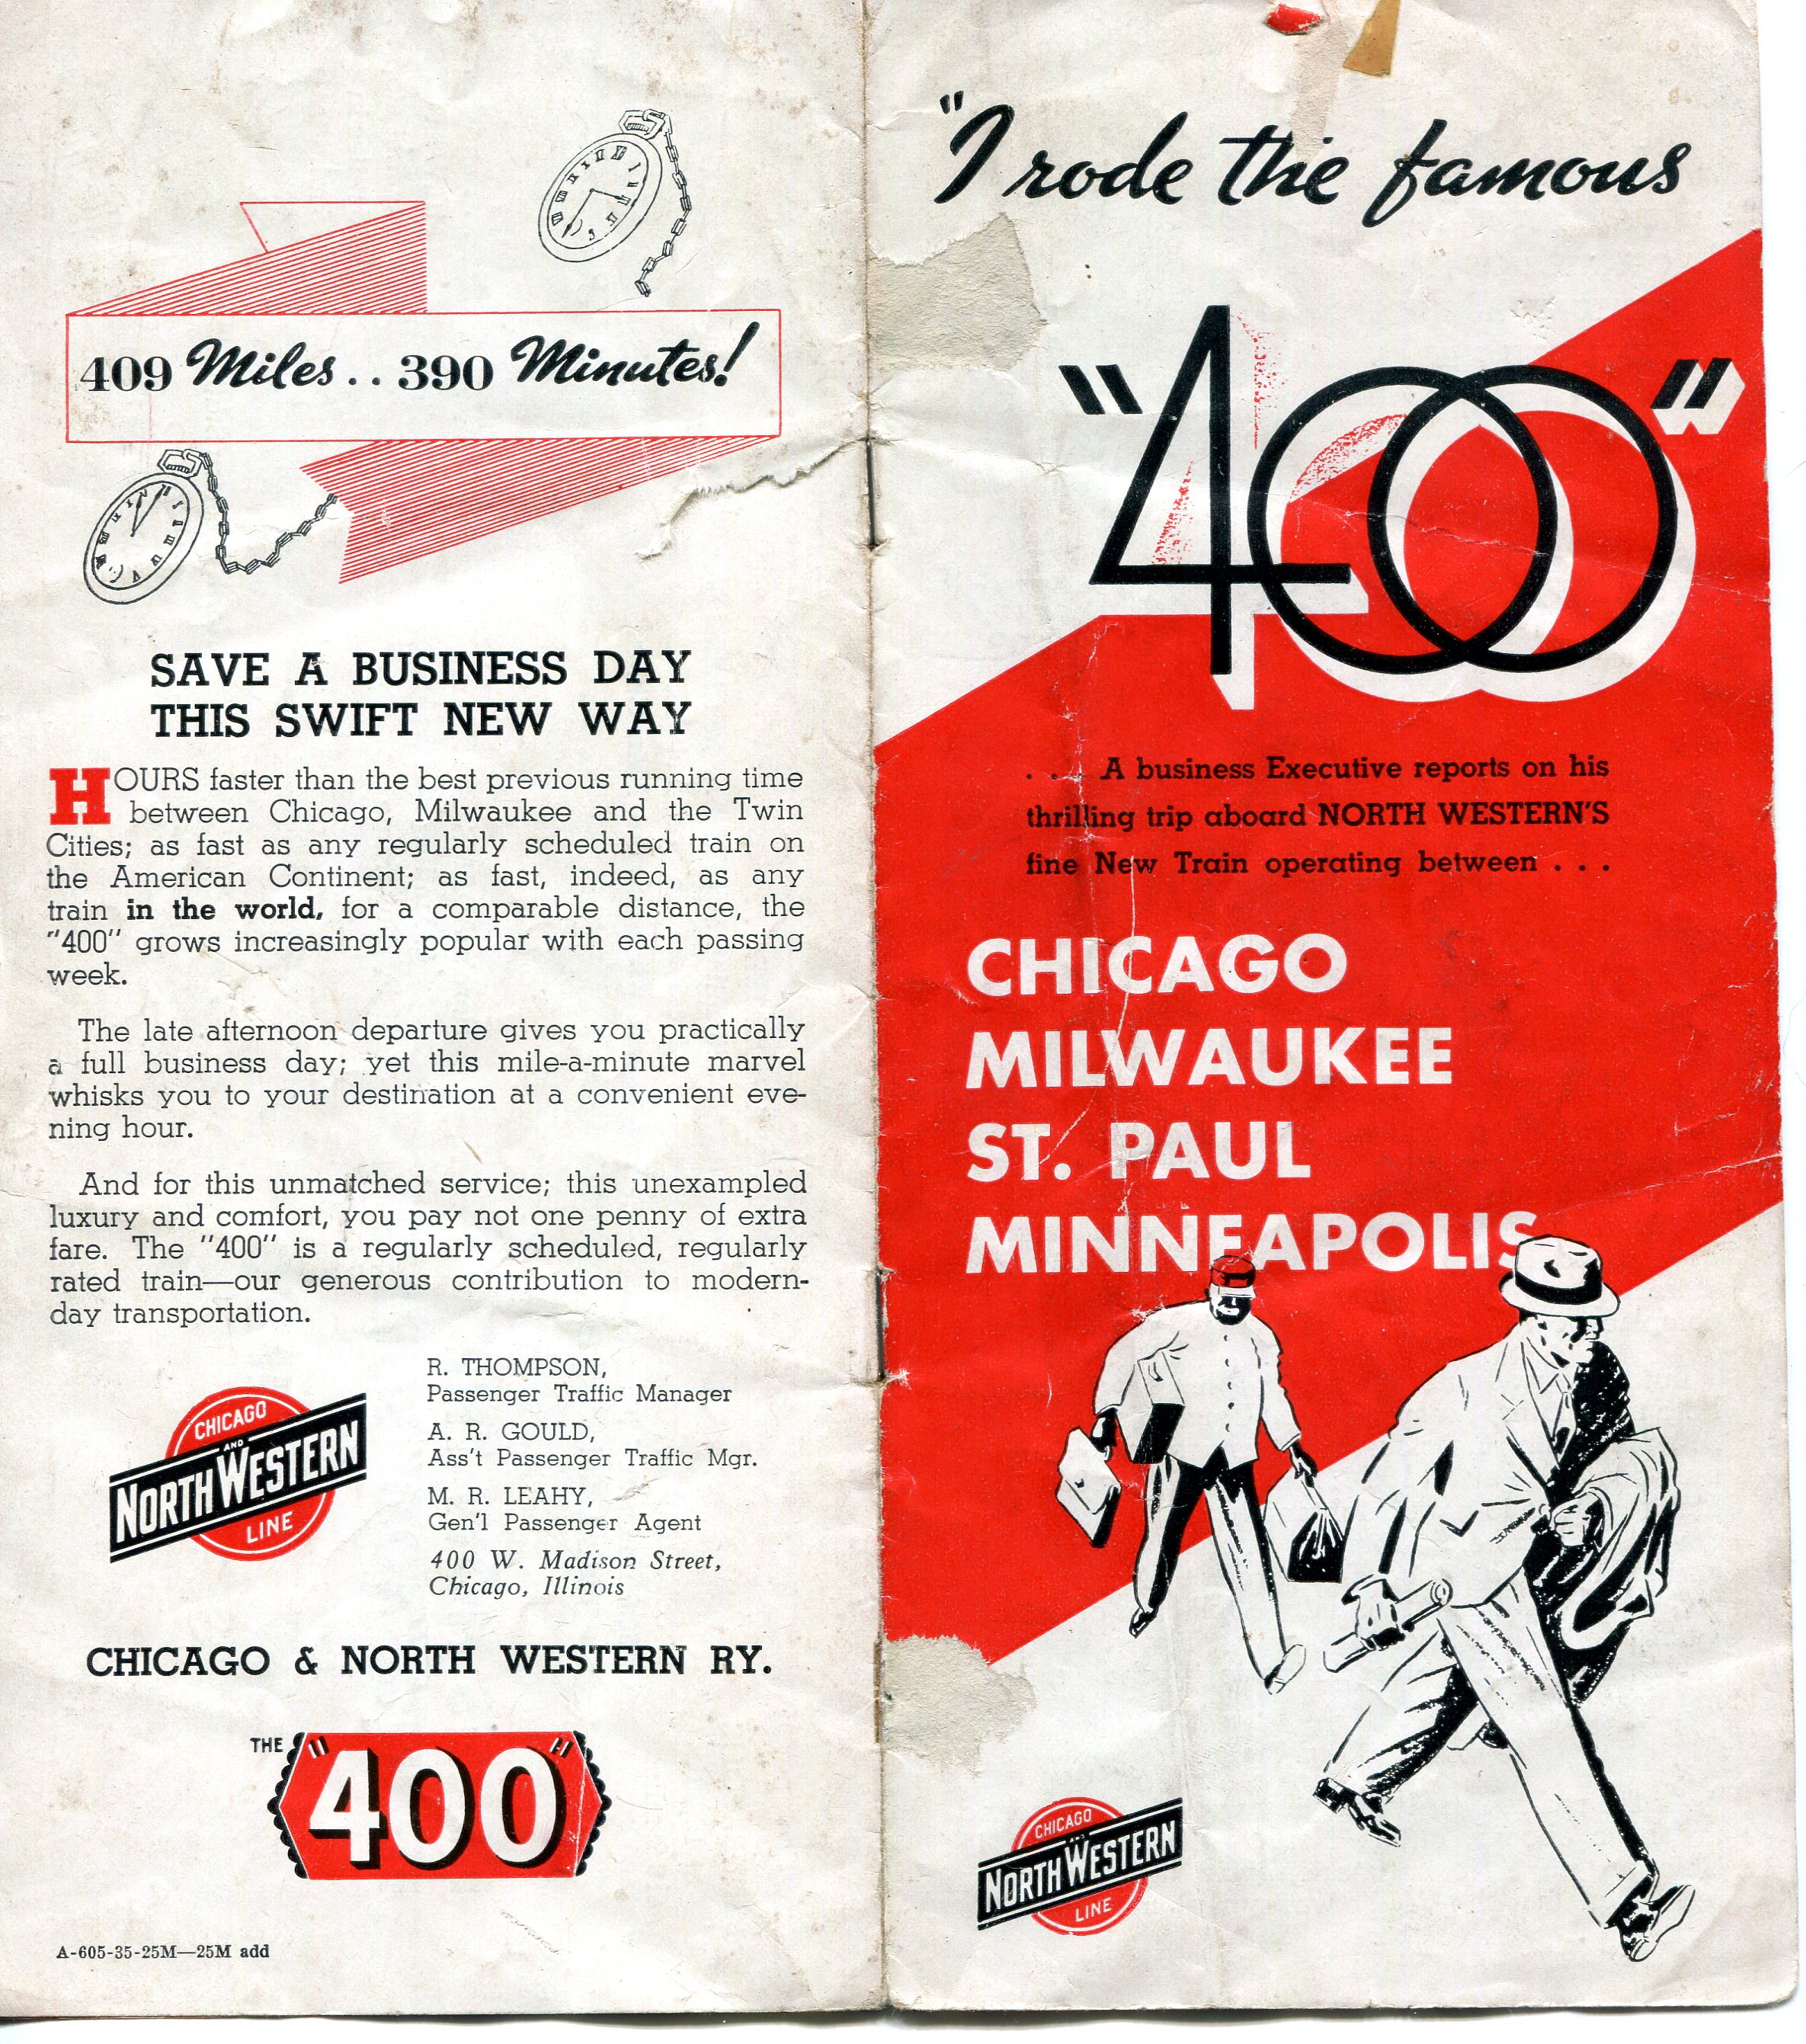 409 Miles . . 390 Minutes!
SAVE A BUSINESS DAY
THIS SWIFT NEW WAY
HOURS faster than the best previous running time
between Chicago, Milwaukee and the Twin
Cities; as fast as any regularly scheduled train on
the American Continent; as fast, indeed, as any
train in the world, for a comparable distance, the
"400" grows increasingly popular with each passing
week.
The late afternoon departure gives you practically
a full business day; yet this mile-a-minute marvel
whisks you to your destination at a convenient eve-
ning hour.
And for this unmatched service; this unexampled
luxury and comfort, you pay not one penny of extra
fare. The "400" is a regularly scheduled, regularly
rated train—our generous contribution to modern-
day transportation.
CHICAGO
AND
NORTH WESTERN
LINE
R. THOMPSON,
Passenger Traffic Manager
A. R. GOULD,
Ass't Passenger Traffic Mgr.
M. R. LEAHY,
Gen'l Passenger Agent
400 W. Madison Street,
Chicago, Illinois
CHICAGO & NORTH WESTERN RY.
THE "400"
A-605-35-25M—25M add
"I rode the famous
"400"
. . . A business Executive reports on his
thrilling trip aboard NORTH WESTERN'S
fine New Train operating between . . .
CHICAGO
MILWAUKEE
ST. PAUL
MINNEAPOLIS
CHICAGO
AND
NORTH WESTERN
LINE